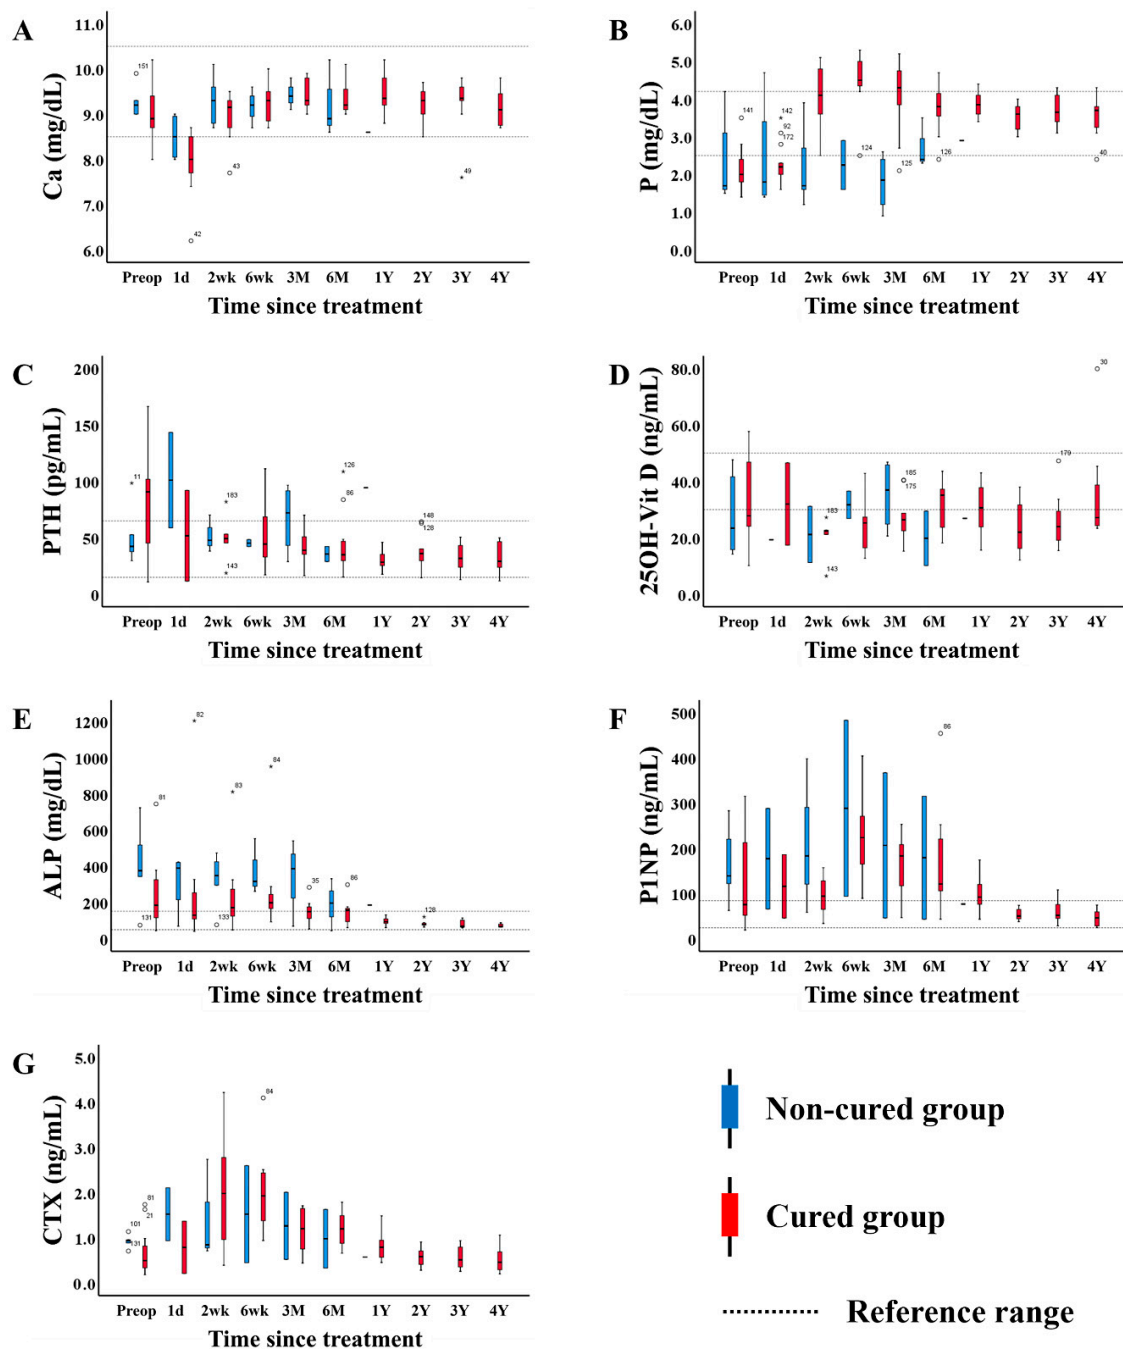 A
Ca (mg/dL)
11.0
10.0
9.0
8.0
7.0
6.0
151
42
43
49
Preop 1d 2wk 6wk 3M 6M 1Y 2Y 3Y 4Y
Time since treatment
B
P (mg/dL)
6.0
5.0
4.0
3.0
2.0
1.0
0.0
141
142
92
172
124
125
126
40
Preop 1d 2wk 6wk 3M 6M 1Y 2Y 3Y 4Y
Time since treatment
C
PTH (pg/mL)
200
150
100
50
0
11
183
143
126
86
148
128
Preop 1d 2wk 6wk 3M 6M 1Y 2Y 3Y 4Y
Time since treatment
D
25OH-Vit D (ng/mL)
80.0
60.0
40.0
20.0
0.0
183
143
185
175
179
30
Preop 1d 2wk 6wk 3M 6M 1Y 2Y 3Y 4Y
Time since treatment
E
ALP (mg/dL)
1200
1000
800
600
400
200
0
131
81
82
133
83
84
35
86
128
Preop 1d 2wk 6wk 3M 6M 1Y 2Y 3Y 4Y
Time since treatment
F
P1NP (ng/mL)
500
400
300
200
100
0
86
Preop 1d 2wk 6wk 3M 6M 1Y 2Y 3Y 4Y
Time since treatment
G
CTX (ng/mL)
5.0
4.0
3.0
2.0
1.0
0.0
101
131
81
21
84
Preop 1d 2wk 6wk 3M 6M 1Y 2Y 3Y 4Y
Time since treatment
Non-cured group
Cured group
Reference range